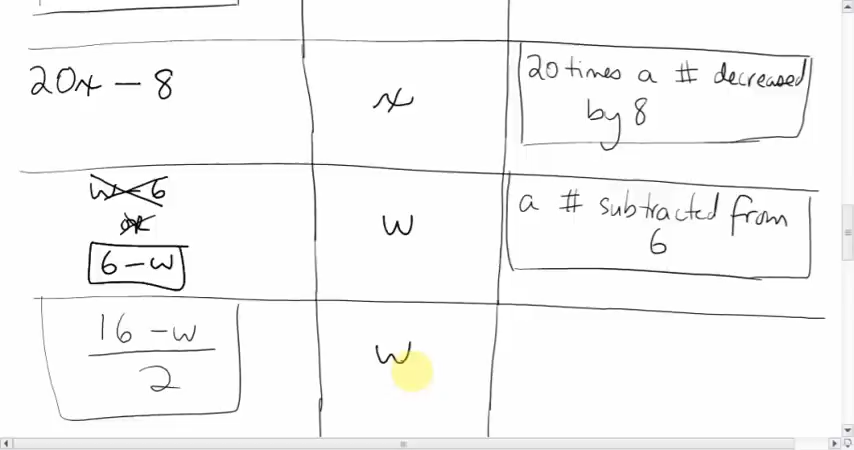 20x − 8
x
20 times a # decreased
by 8
w − 6
or
6 − w
w
a # subtracted from
6
16 − w
2
w